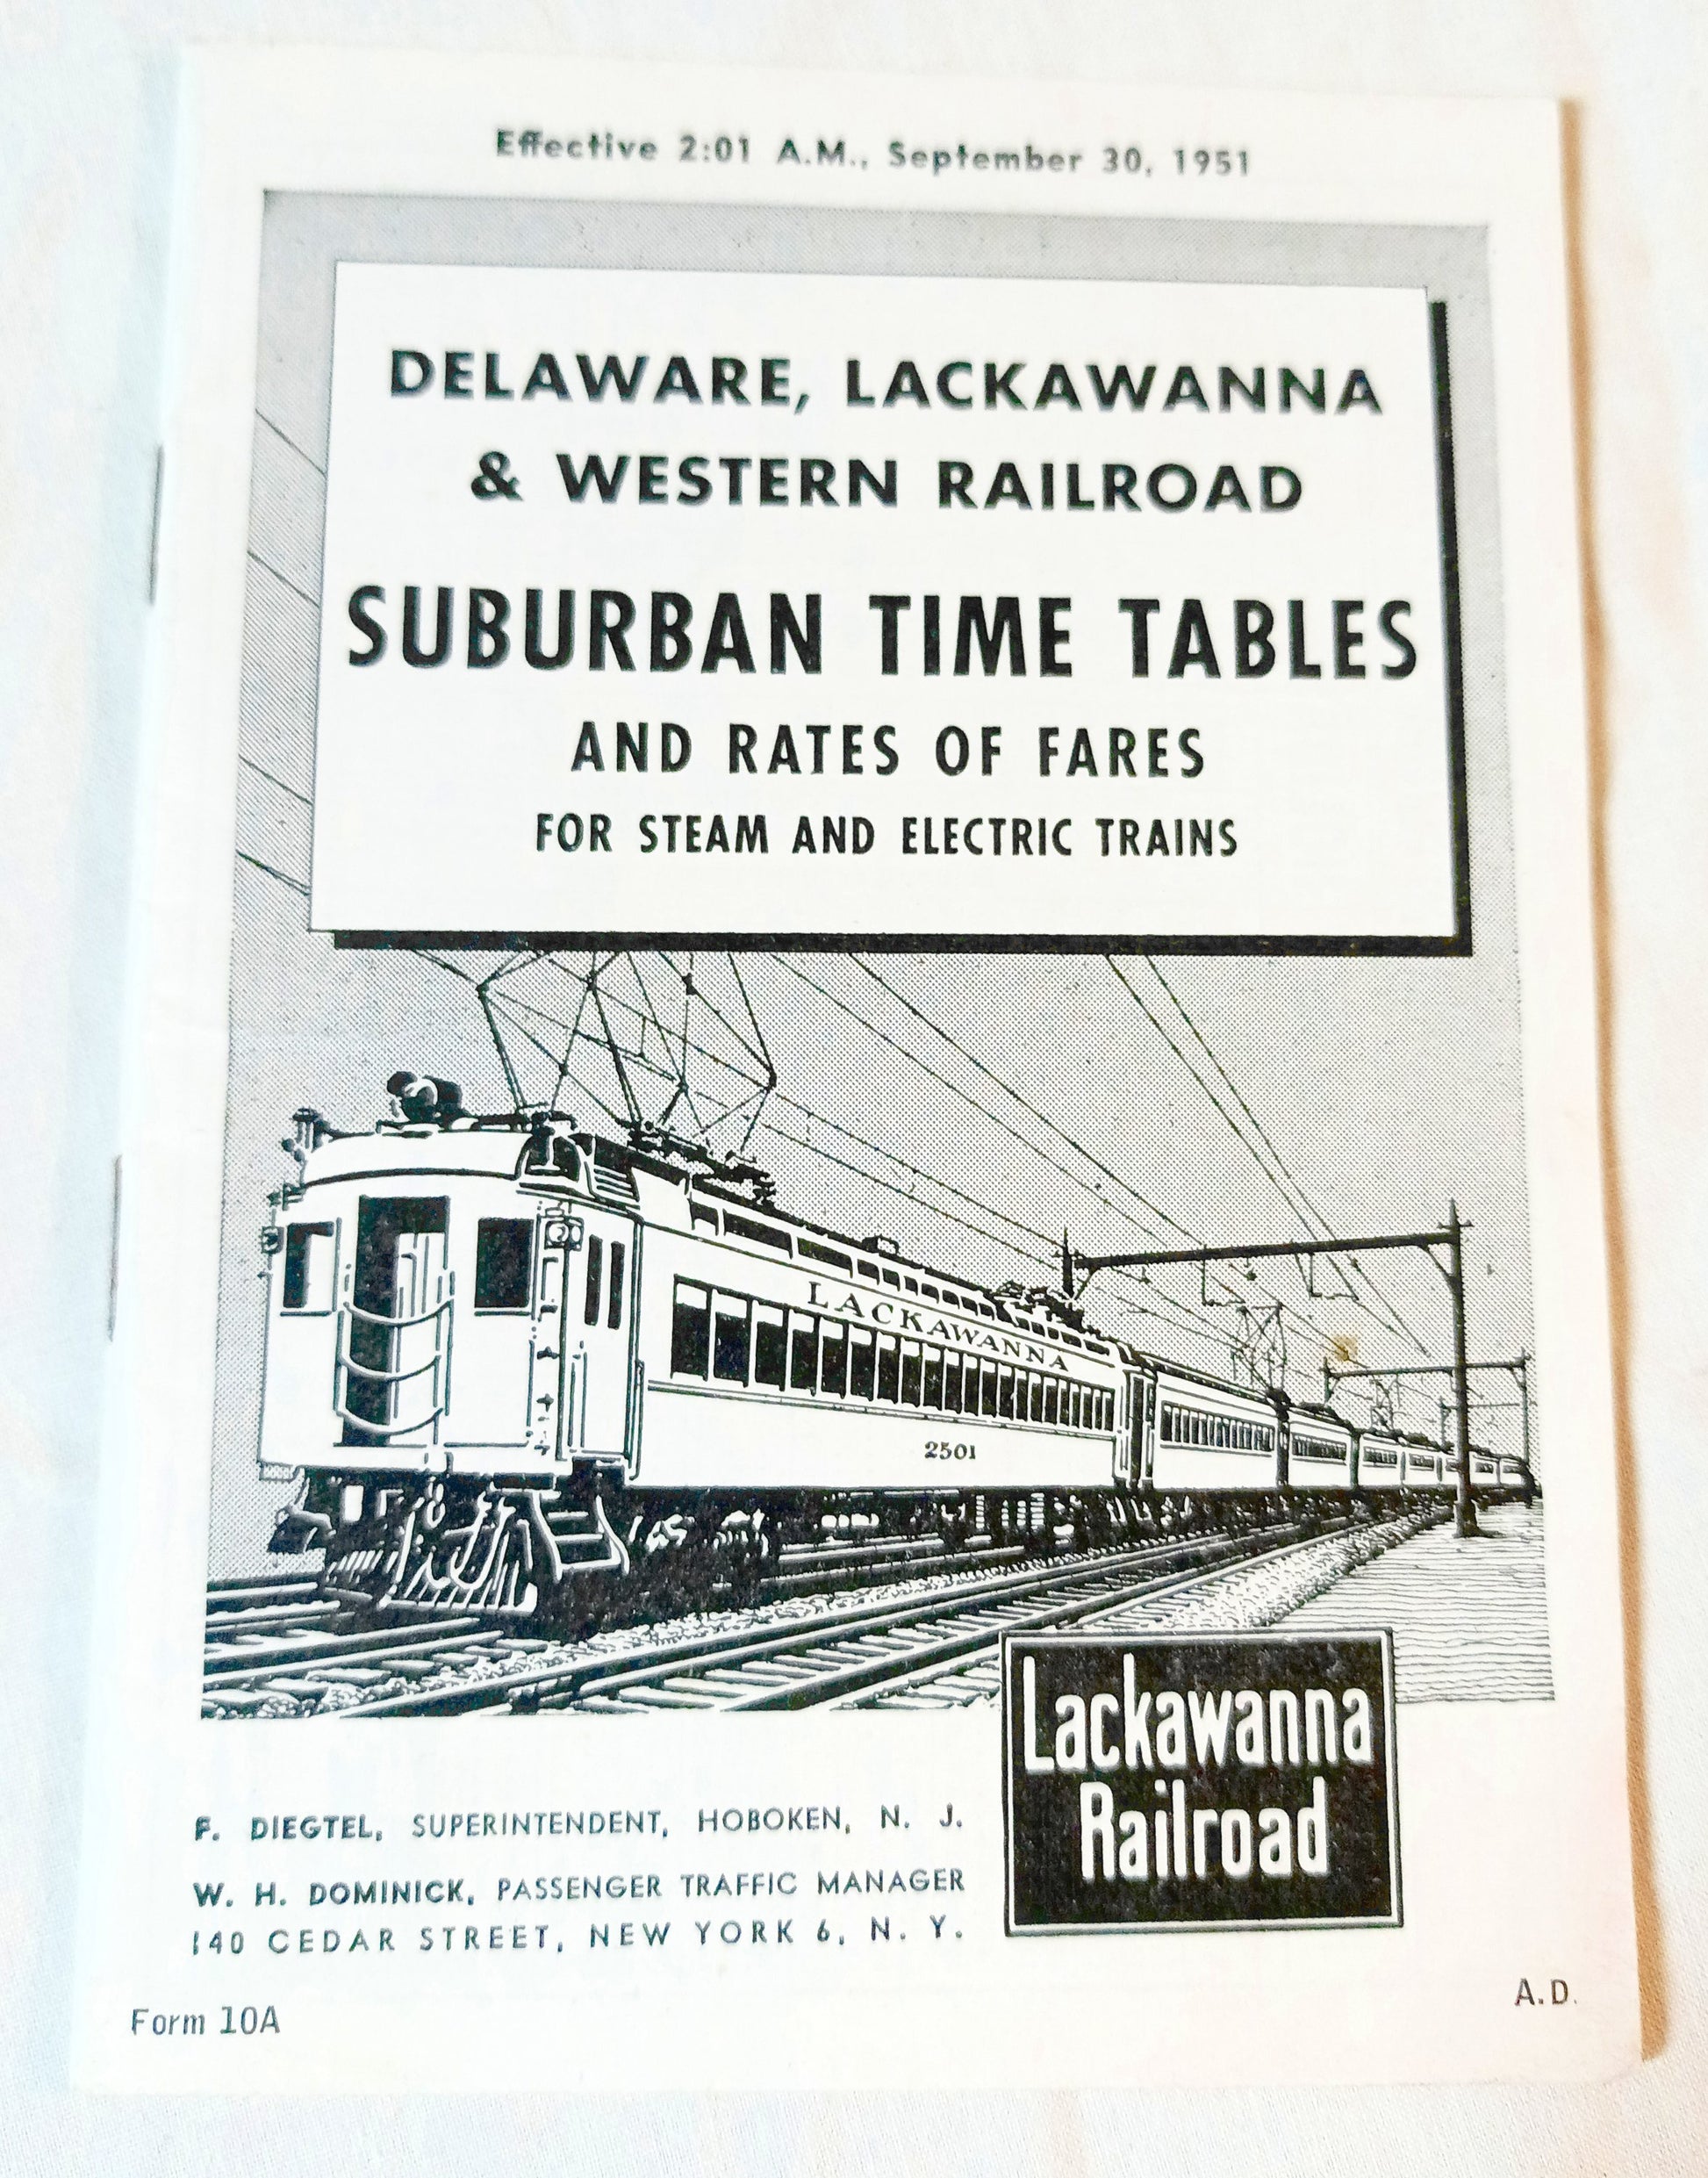 Effective 2:01 A.M., September 30, 1951
DELAWARE, LACKAWANNA
& WESTERN RAILROAD
SUBURBAN TIME TABLES
AND RATES OF FARES
FOR STEAM AND ELECTRIC TRAINS
LACKAWANNA
2501
Lackawanna
Railroad
F. DIEGTEL, SUPERINTENDENT, HOBOKEN, N. J.
W. H. DOMINICK, PASSENGER TRAFFIC MANAGER
140 CEDAR STREET, NEW YORK 6, N. Y.
Form 10A
A.D.